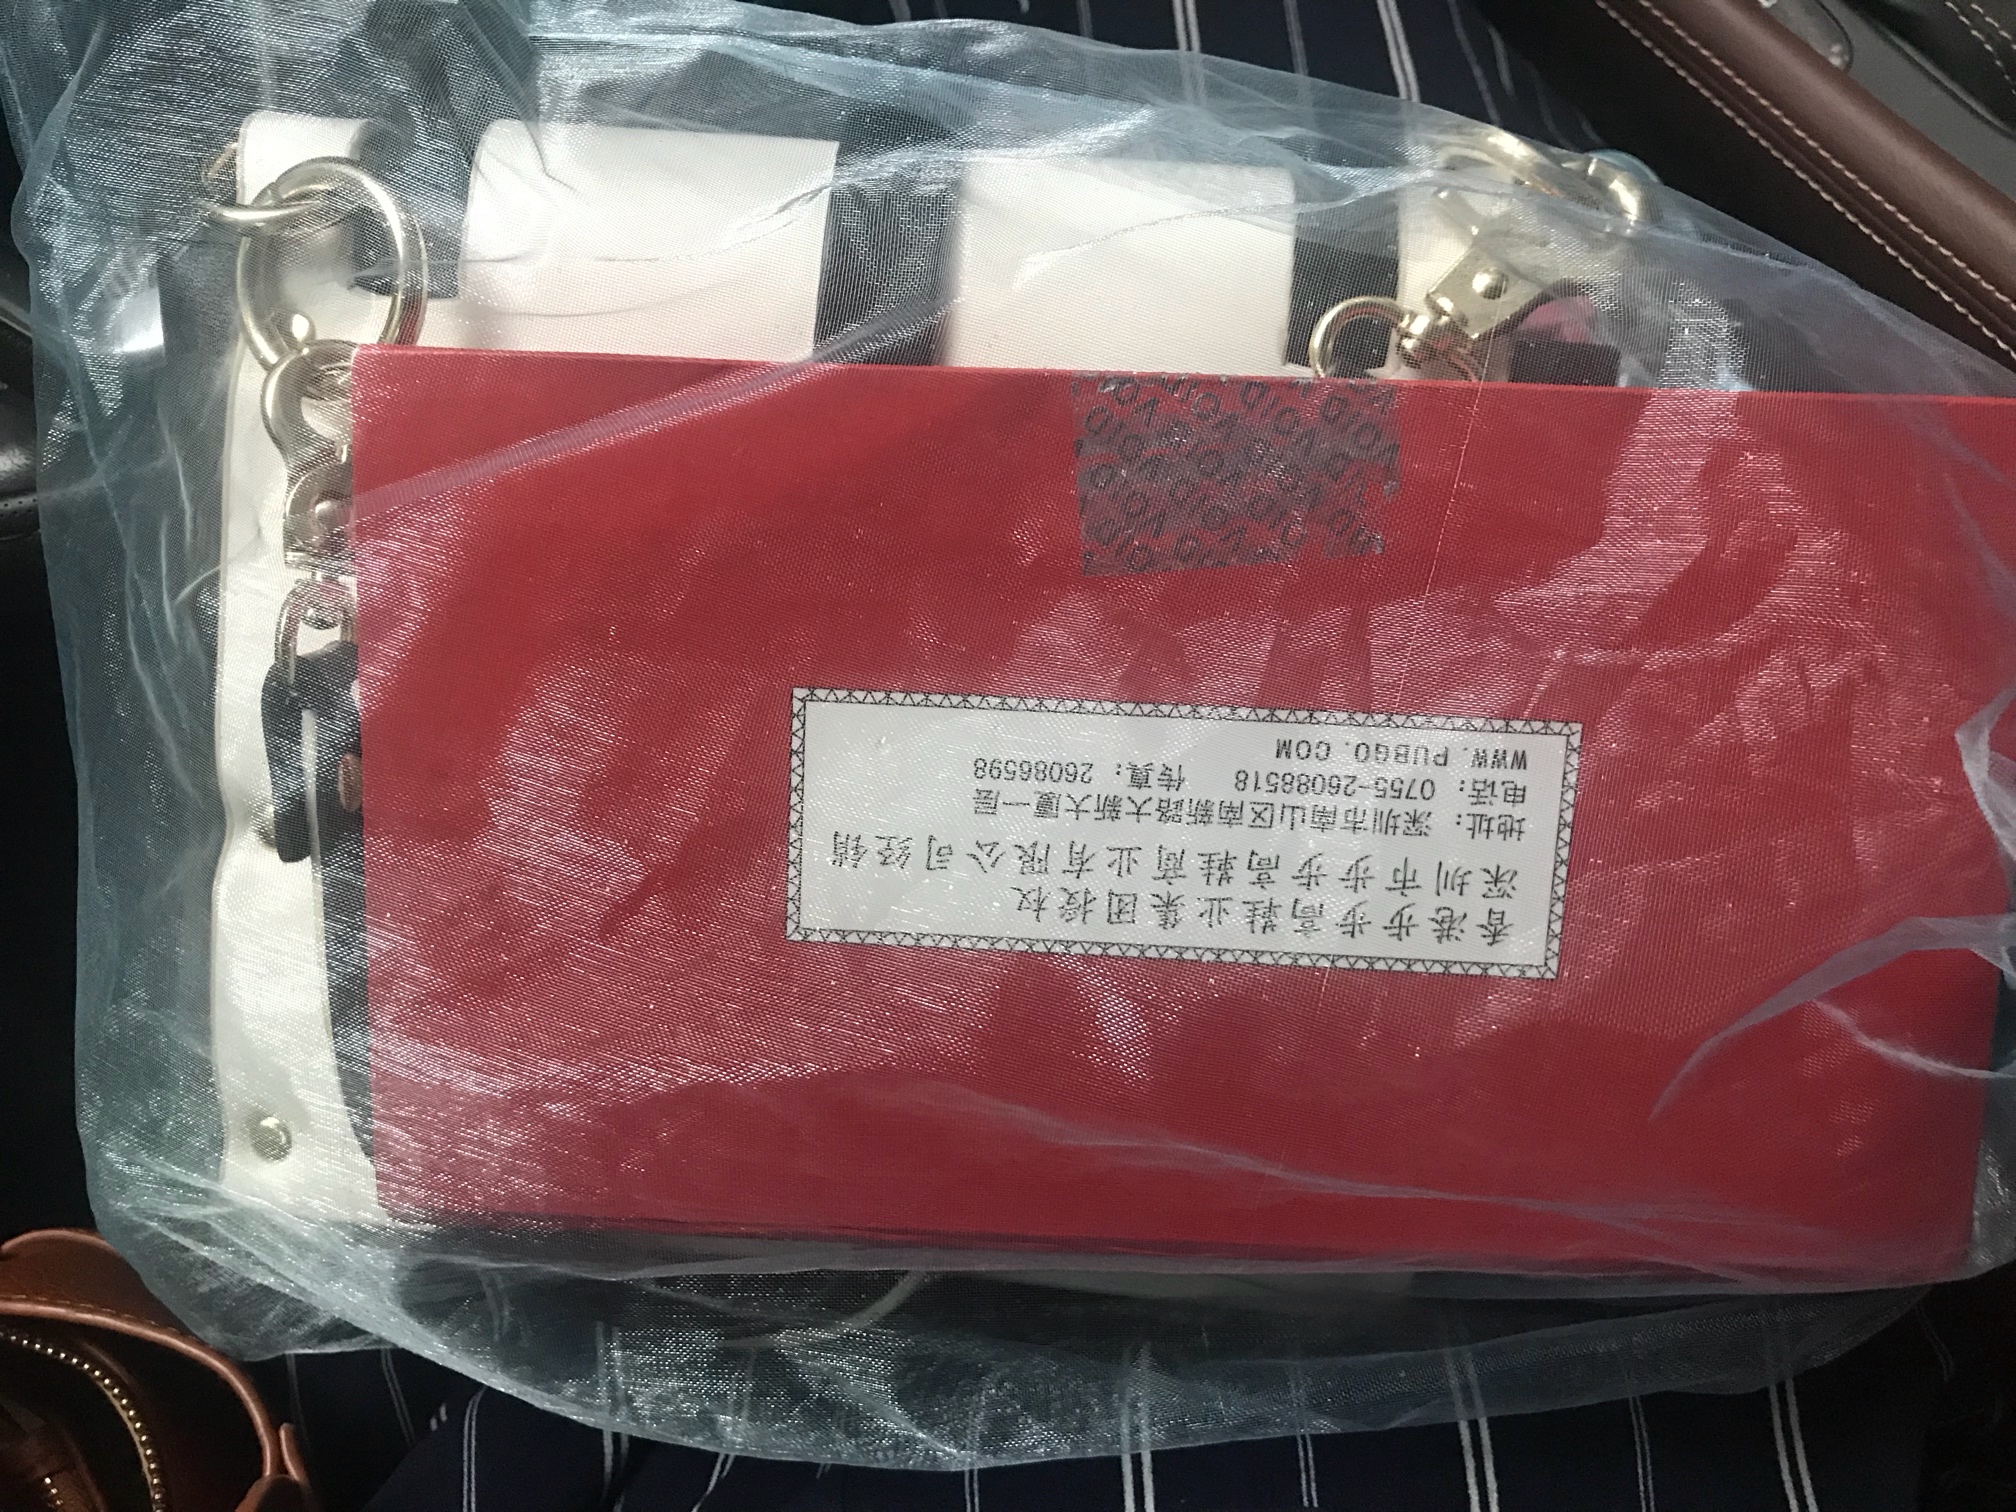 香港步步高鞋业集团授权
深圳市步步高鞋商业有限公司经销
地址：深圳市南山区南新路大新大厦一层
电话：0755-26088518 传真：26086598
WWW.PUBGO.COM